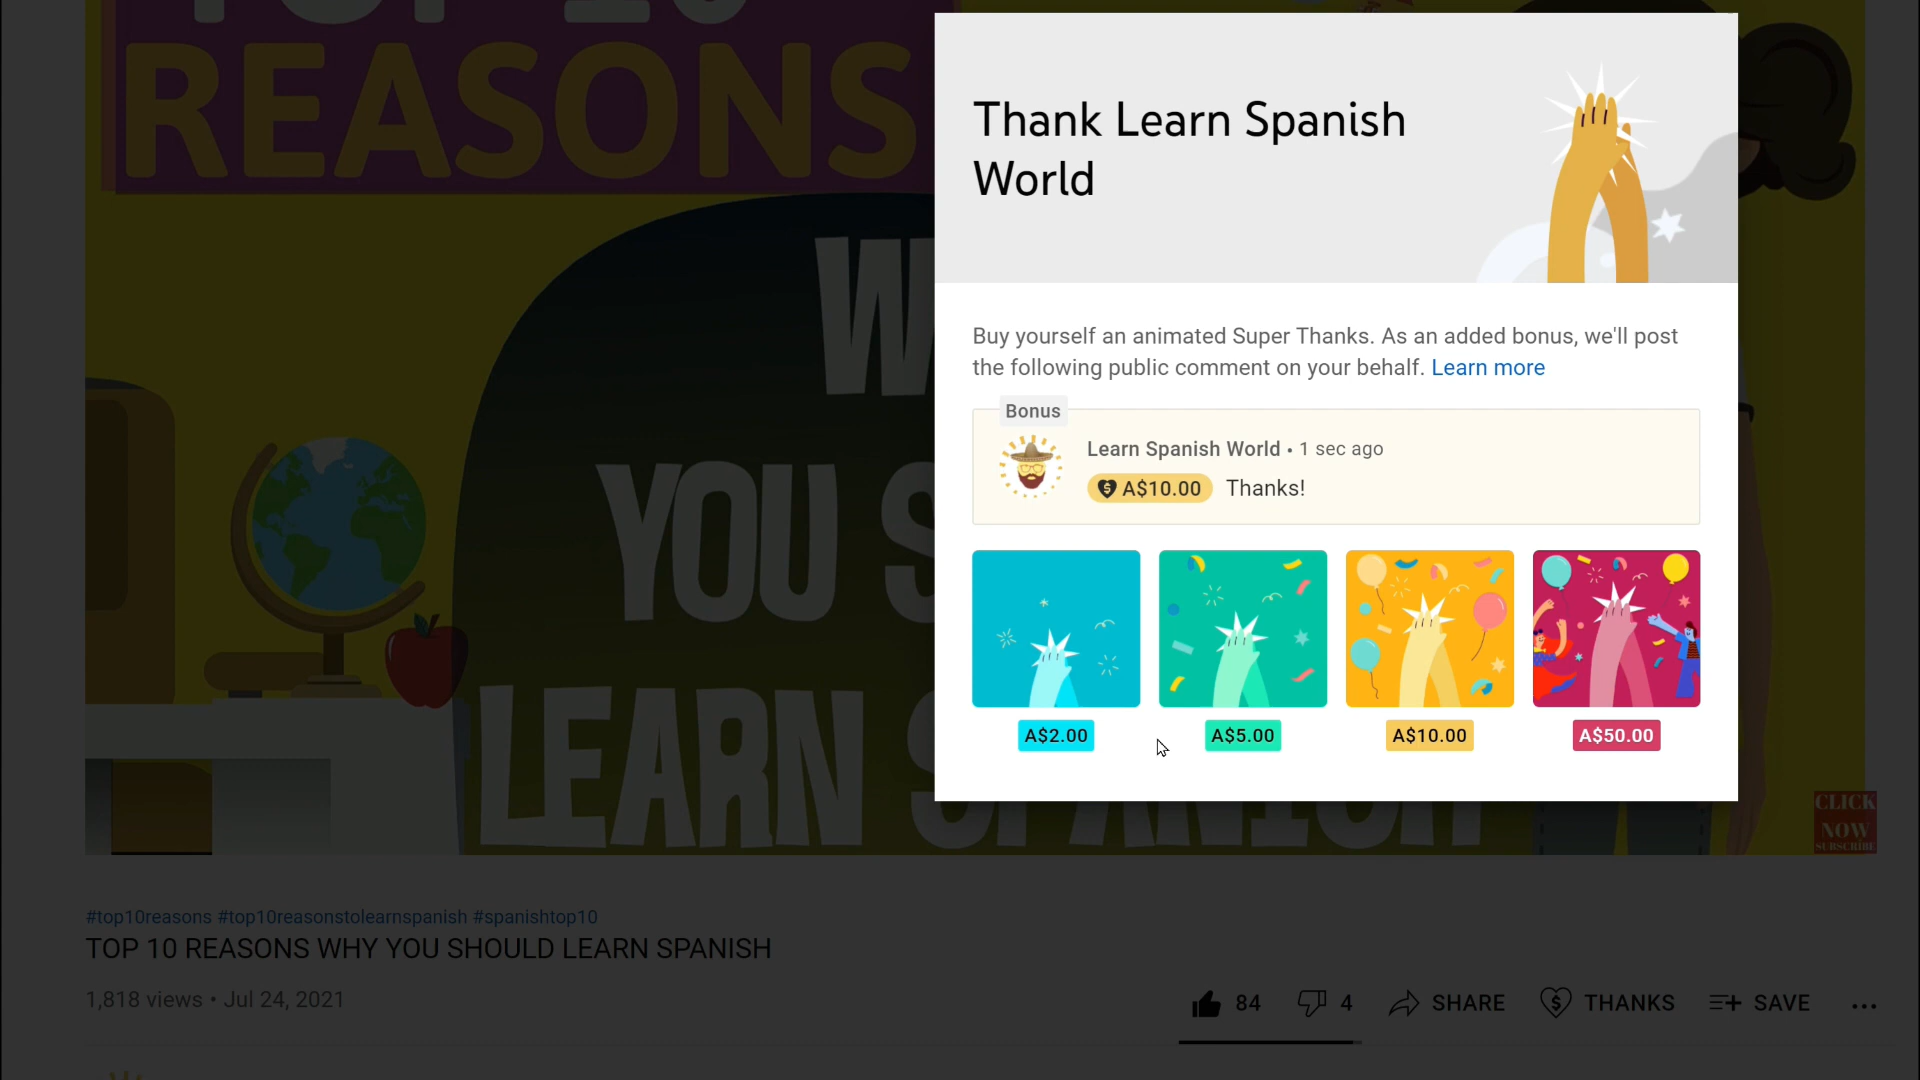 REASONS
YOU S
LEARN SPANISH
Thank Learn Spanish
World
Buy yourself an animated Super Thanks. As an added bonus, we'll post
the following public comment on your behalf. Learn more
Bonus
Learn Spanish World • 1 sec ago
A$10.00 Thanks!
A$2.00 A$5.00 A$10.00 A$50.00
CLICK
NOW
SUBSCRIBE
#top10reasons #top10reasonstolearnspanish #spanishtop10
TOP 10 REASONS WHY YOU SHOULD LEARN SPANISH
1,818 views • Jul 24, 2021
84 4 SHARE THANKS SAVE